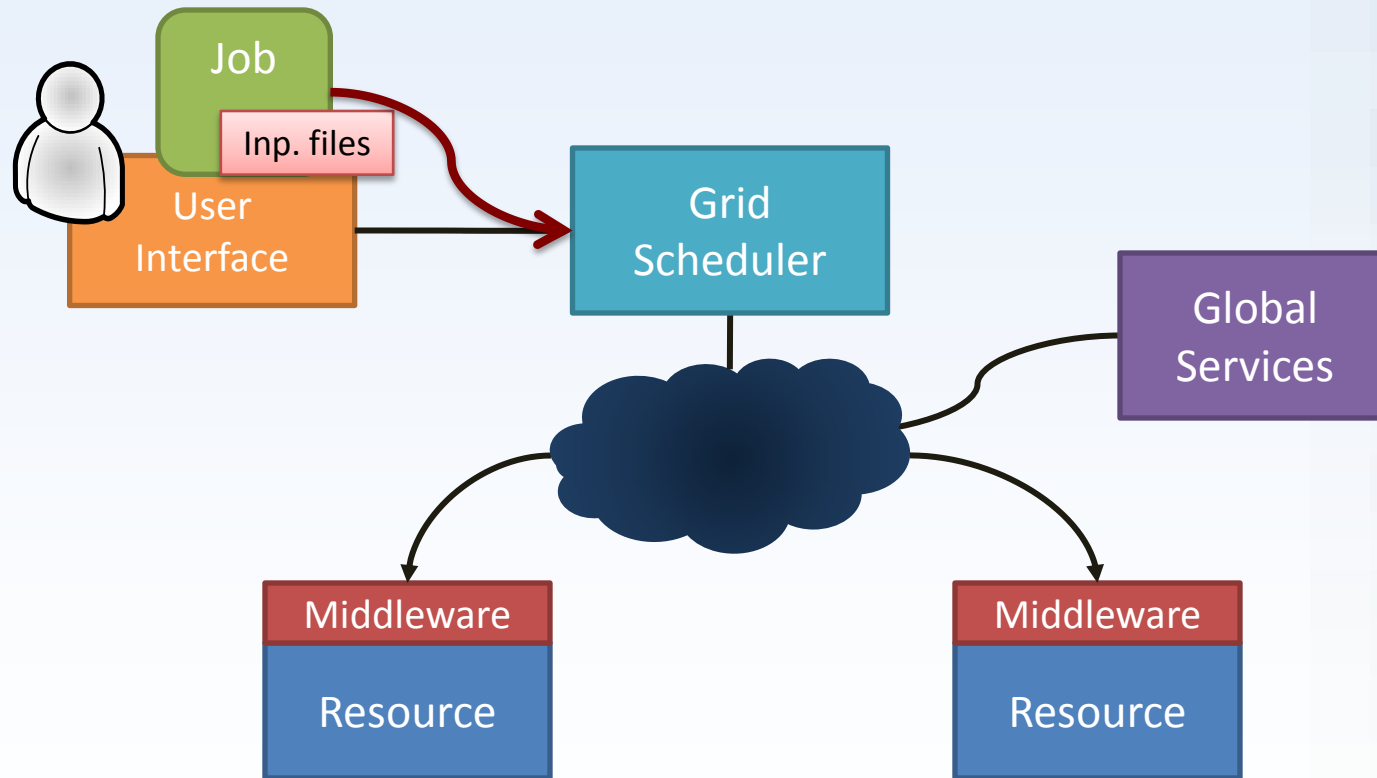 Job
Inp. files
User
Interface
Grid
Scheduler
Global
Services
Middleware
Resource
Middleware
Resource